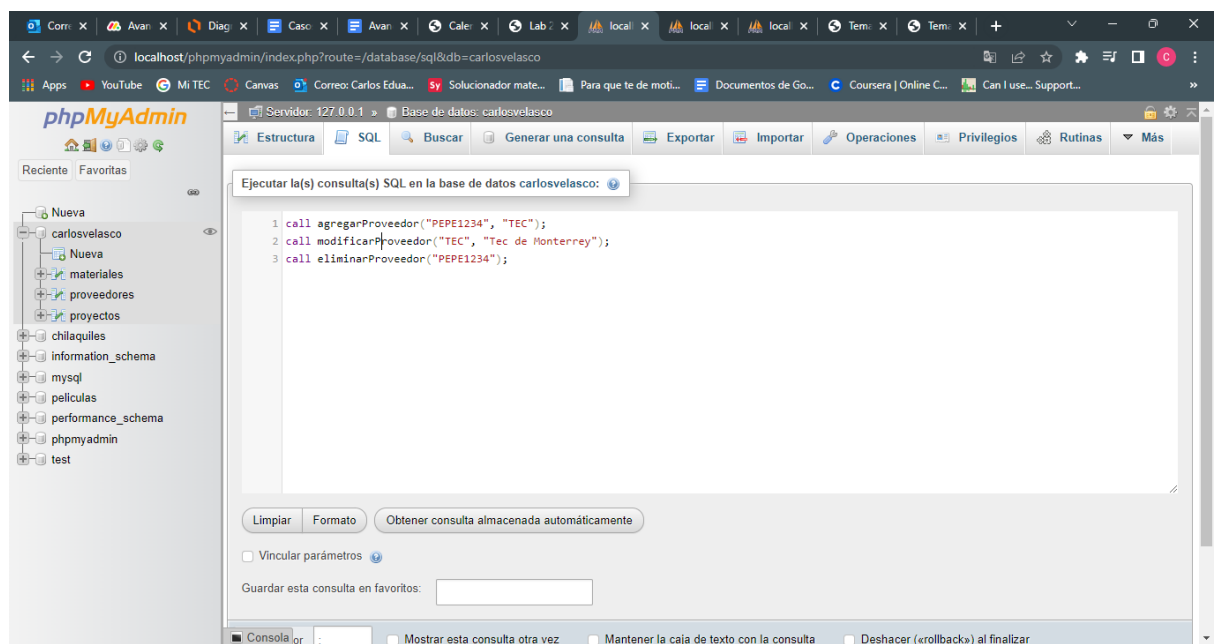 Corre Avan Diag Caso Avan Caler Lab 2 locall locall locall Tema Tema
localhost/phpmyadmin/index.php?route=/database/sql&db=carlosvelasco
Apps YouTube Mi TEC Canvas Correo: Carlos Edua... Sy Solucionador mate... Para que te de moti... Documentos de Go... Coursera | Online C... Can I use... Support... »
phpMyAdmin
Reciente Favoritas
Nueva
carlosvelasco
Nueva
materiales
proveedores
proyectos
chilaquiles
information_schema
mysql
peliculas
performance_schema
phpmyadmin
test
Servidor: 127.0.0.1 » Base de datos: carlosvelasco
Estructura SQL Buscar Generar una consulta Exportar Importar Operaciones Privilegios Rutinas Más
Ejecutar la(s) consulta(s) SQL en la base de datos carlosvelasco:
1 call agregarProveedor("PEPE1234", "TEC");
2 call modificarProveedor("TEC", "Tec de Monterrey");
3 call eliminarProveedor("PEPE1234");
Limpiar Formato Obtener consulta almacenada automáticamente
Vincular parámetros
Guardar esta consulta en favoritos:
Consola or ; Mostrar esta consulta otra vez Mantener la caja de texto con la consulta Deshacer («rollback») al finalizar